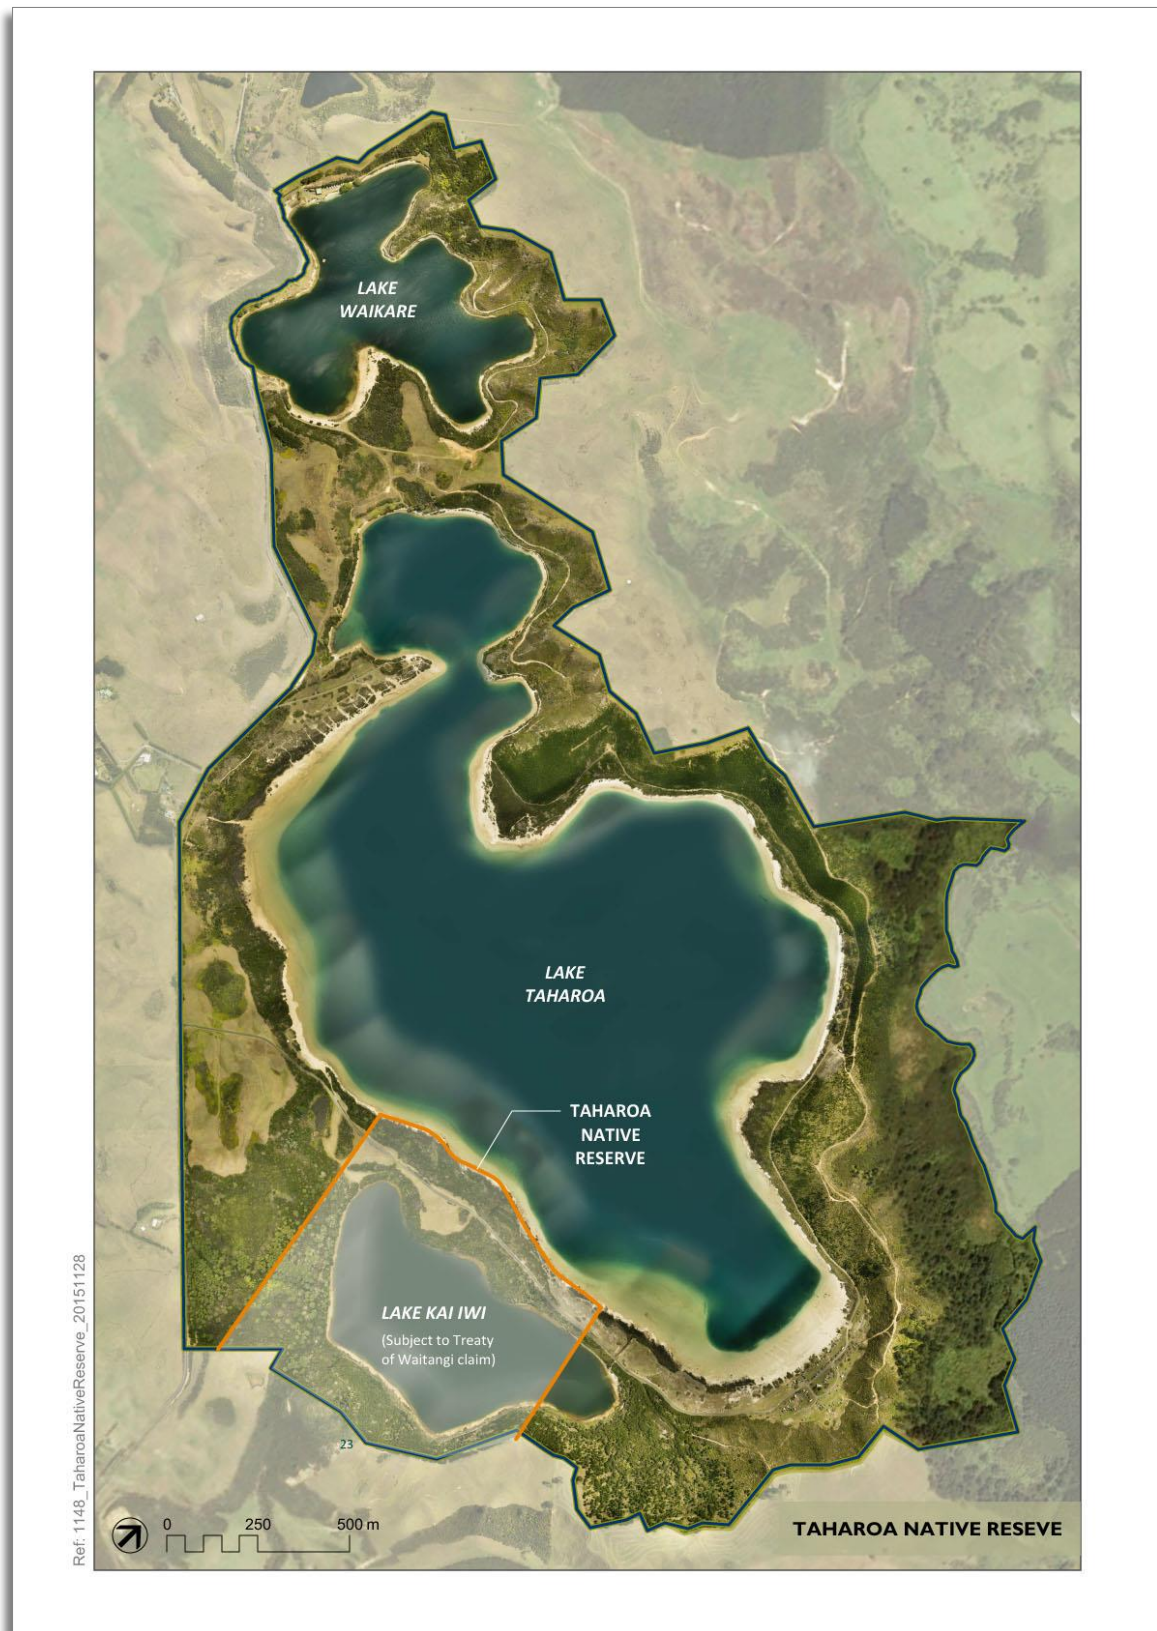 LAKE
WAIKARE
LAKE
TAHAROA
TAHAROA
NATIVE
RESERVE
LAKE KAI IWI
(Subject to Treaty
of Waitangi claim)
23
0 250 500 m
TAHAROA NATIVE RESEVE
Ref: 1148_TaharoaNativeReserve_20151128